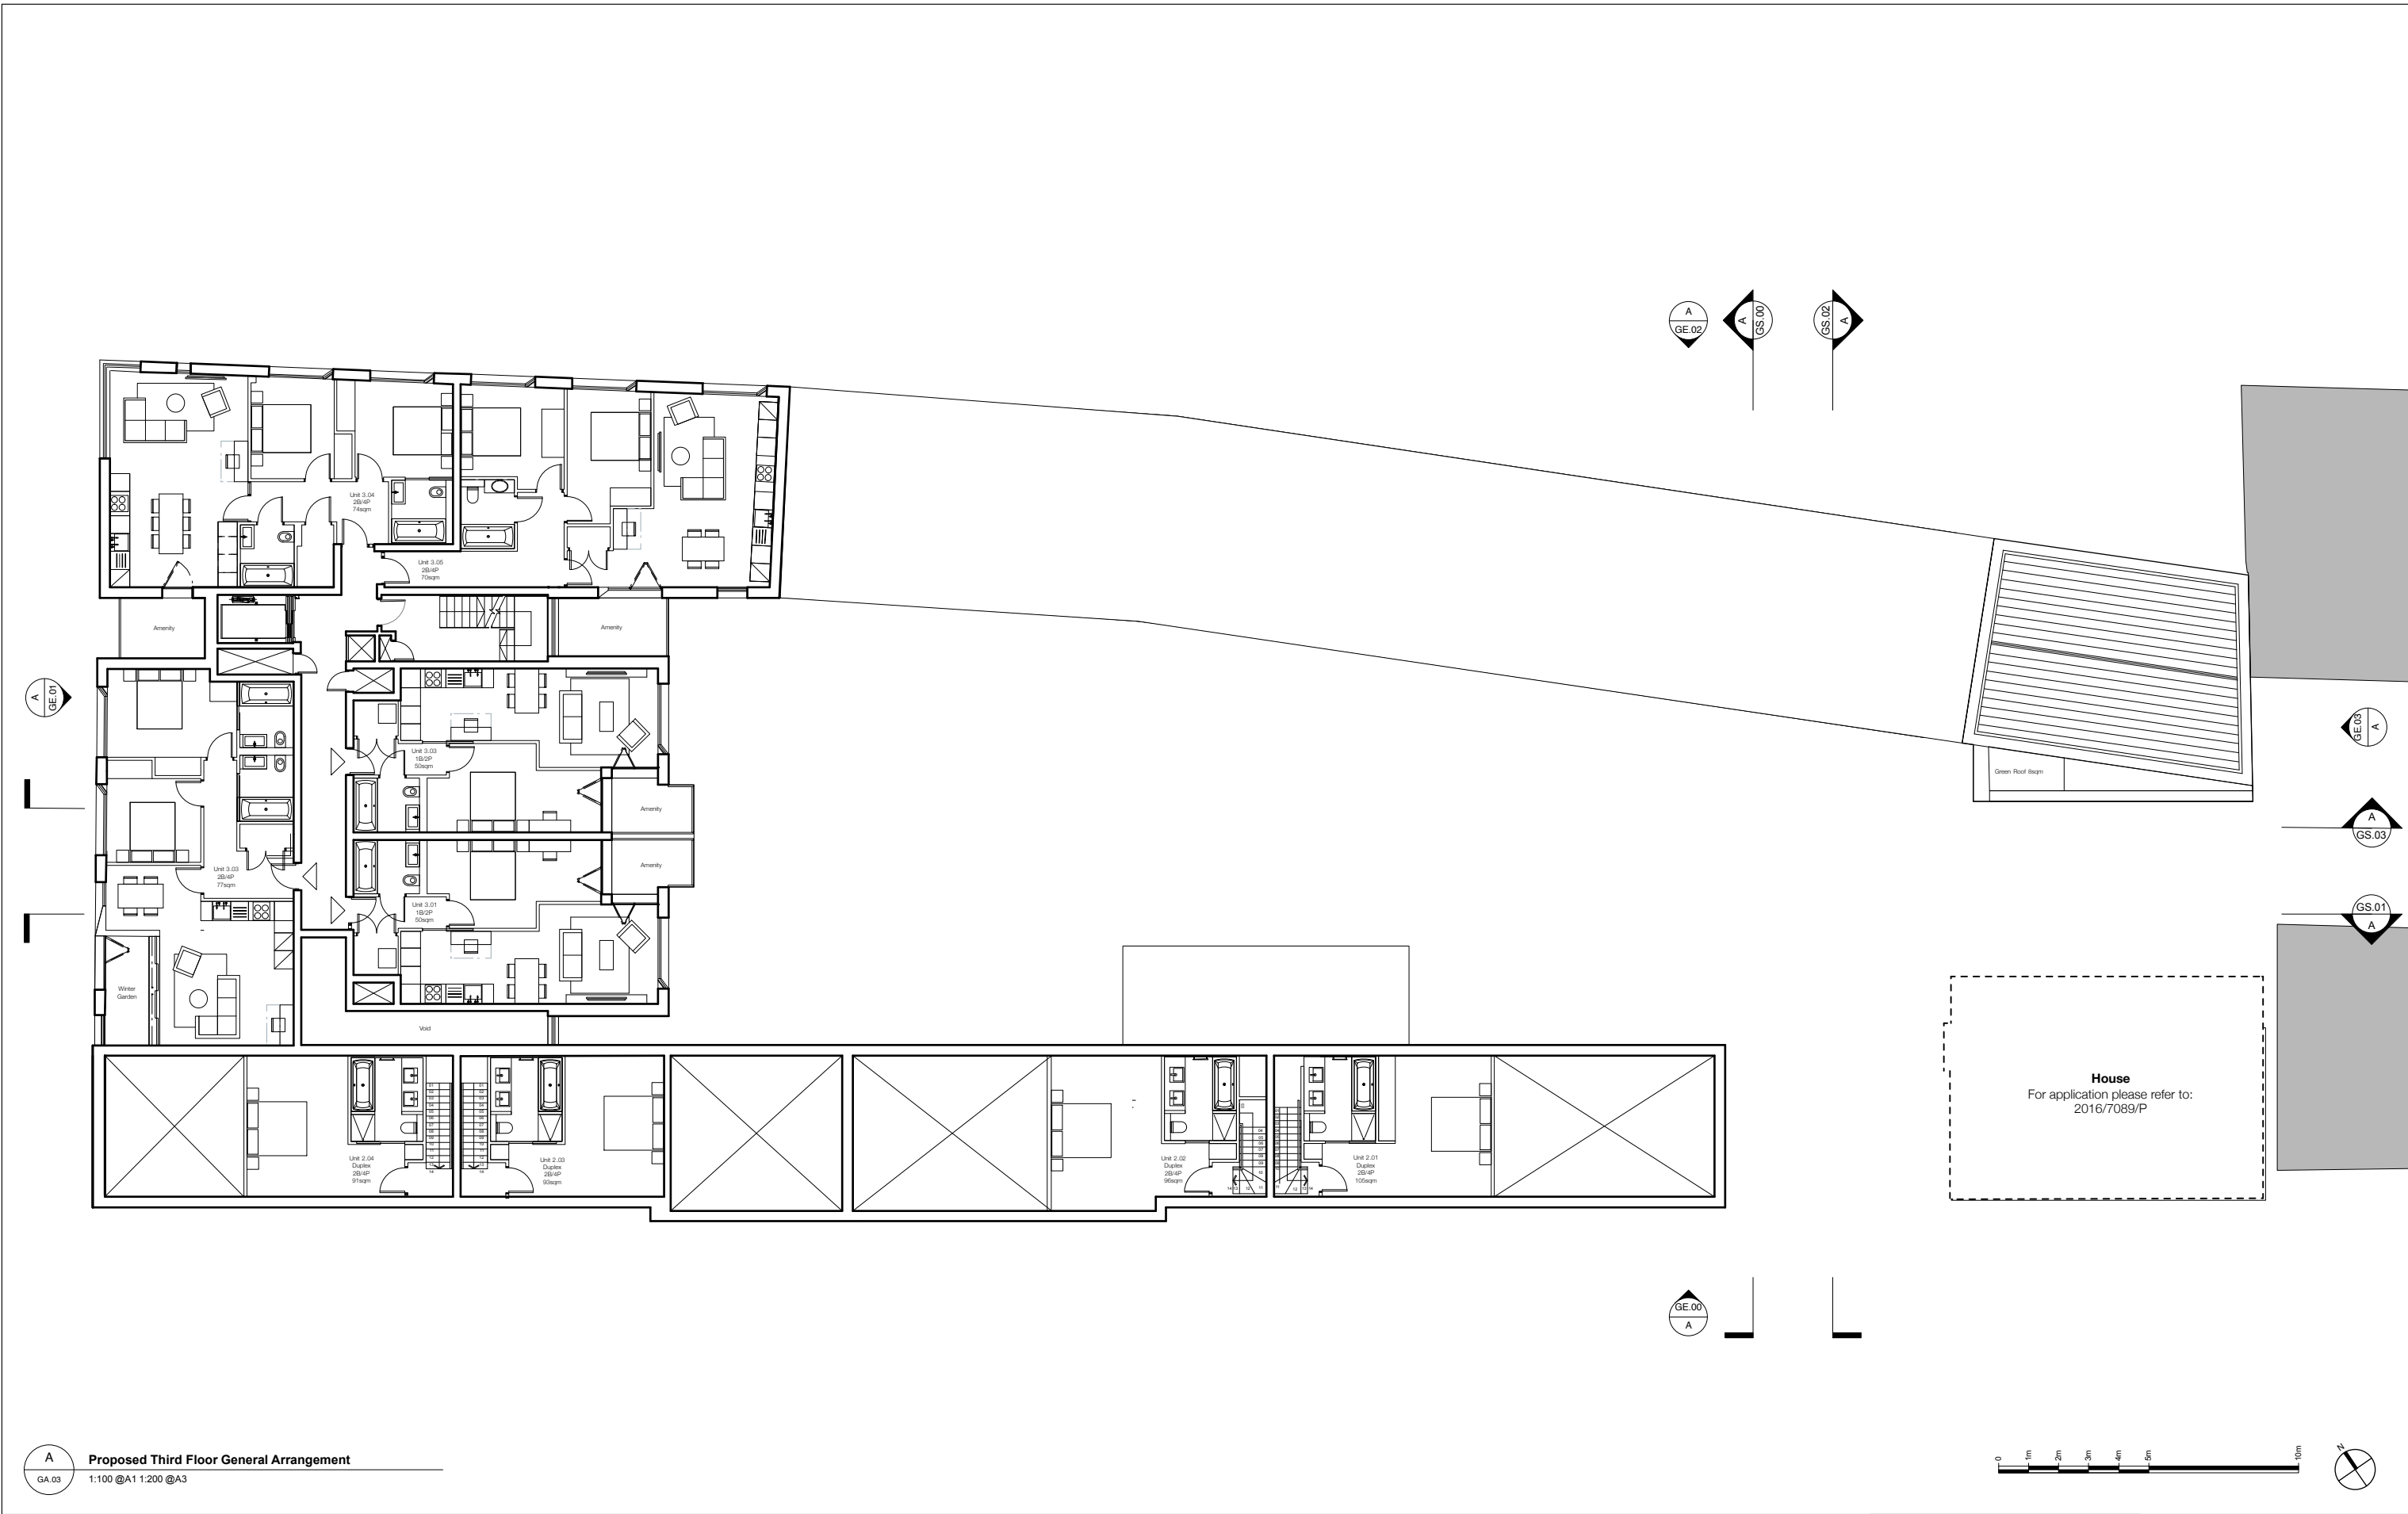 A
GE.02
A
GS.00
GS.02
A
Unit 3.04
2B/4P
74sqm
Unit 3.05
2B/4P
70sqm
Amenity
Amenity
A
GE.01
GE.03
A
Unit 3.03
1B/2P
50sqm
Green Roof 8sqm
Amenity
A
GS.03
Amenity
Unit 3.03
2B/4P
77sqm
Unit 3.01
1B/2P
50sqm
GS.01
A
Winter
Garden
Void
House
For application please refer to:
2016/7089/P
Unit 2.04
Duplex
2B/4P
91sqm
Unit 2.03
Duplex
2B/4P
93sqm
Unit 2.02
Duplex
2B/4P
96sqm
Unit 2.01
Duplex
2B/4P
105sqm
GE.00
A
A
GA.03
Proposed Third Floor General Arrangement
1:100 @A1 1:200 @A3
0
1m
2m
3m
4m
5m
10m
N